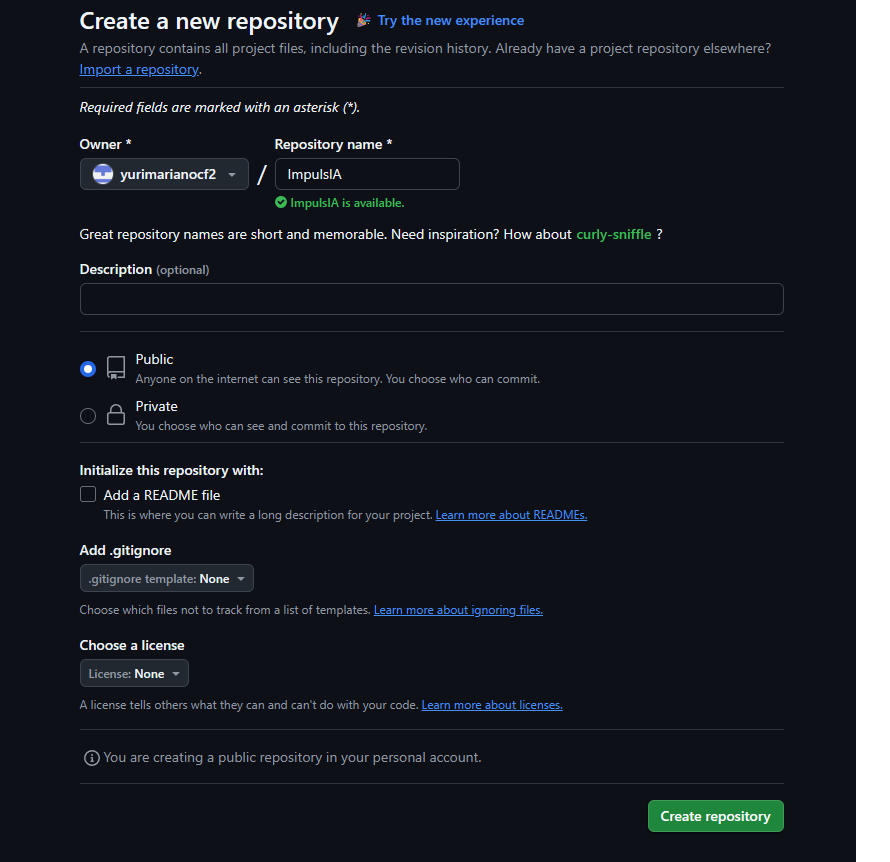 Create a new repository Try the new experience
A repository contains all project files, including the revision history. Already have a project repository elsewhere?
Import a repository.
Required fields are marked with an asterisk (*).
Owner * Repository name *
yurimarianocf2 / ImpulsIA
ImpulsIA is available.
Great repository names are short and memorable. Need inspiration? How about curly-sniffle ?
Description (optional)
Public
Anyone on the internet can see this repository. You choose who can commit.
Private
You choose who can see and commit to this repository.
Initialize this repository with:
Add a README file
This is where you can write a long description for your project. Learn more about READMEs.
Add .gitignore
.gitignore template: None
Choose which files not to track from a list of templates. Learn more about ignoring files.
Choose a license
License: None
A license tells others what they can and can't do with your code. Learn more about licenses.
You are creating a public repository in your personal account.
Create repository